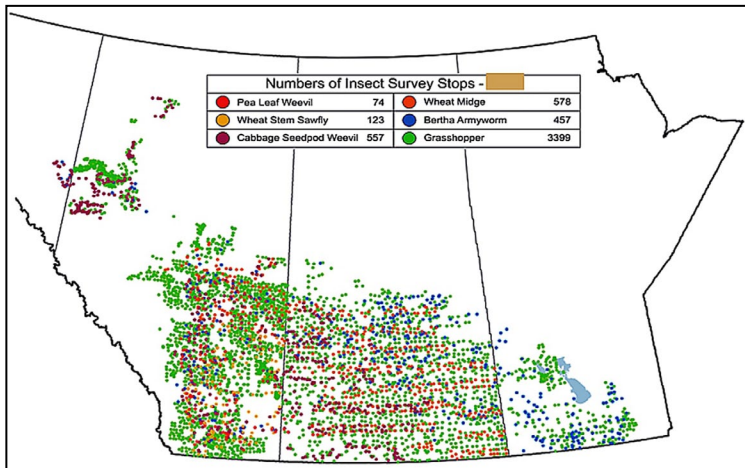 Numbers of Insect Survey Stops -
Pea Leaf Weevil 74 Wheat Midge 578
Wheat Stem Sawfly 123 Bertha Armyworm 457
Cabbage Seedpod Weevil 557 Grasshopper 3399